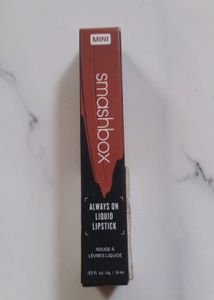 MINI
smashbox
ALWAYS ON
LIQUID
LIPSTICK
ROUGE À
LÈVRES LIQUIDE